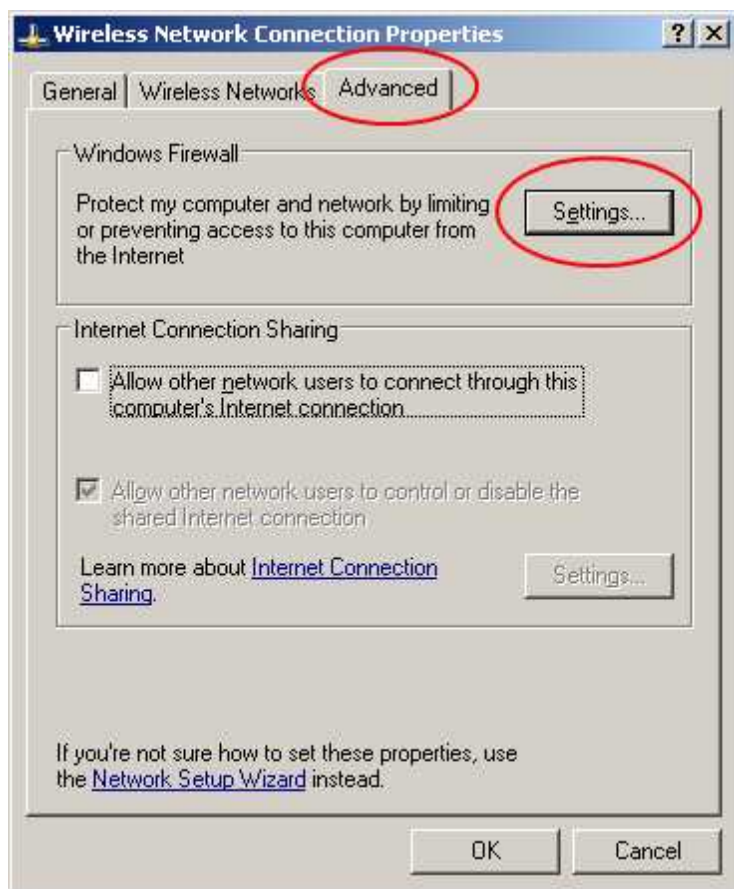 Wireless Network Connection Properties
General
Wireless Networks
Advanced
Windows Firewall
Protect my computer and network by limiting
or preventing access to this computer from
the Internet
Settings...
Internet Connection Sharing
Allow other network users to connect through this
computer's Internet connection
Allow other network users to control or disable the
shared Internet connection
Learn more about Internet Connection
Sharing.
Settings...
If you're not sure how to set these properties, use
the Network Setup Wizard instead.
OK
Cancel